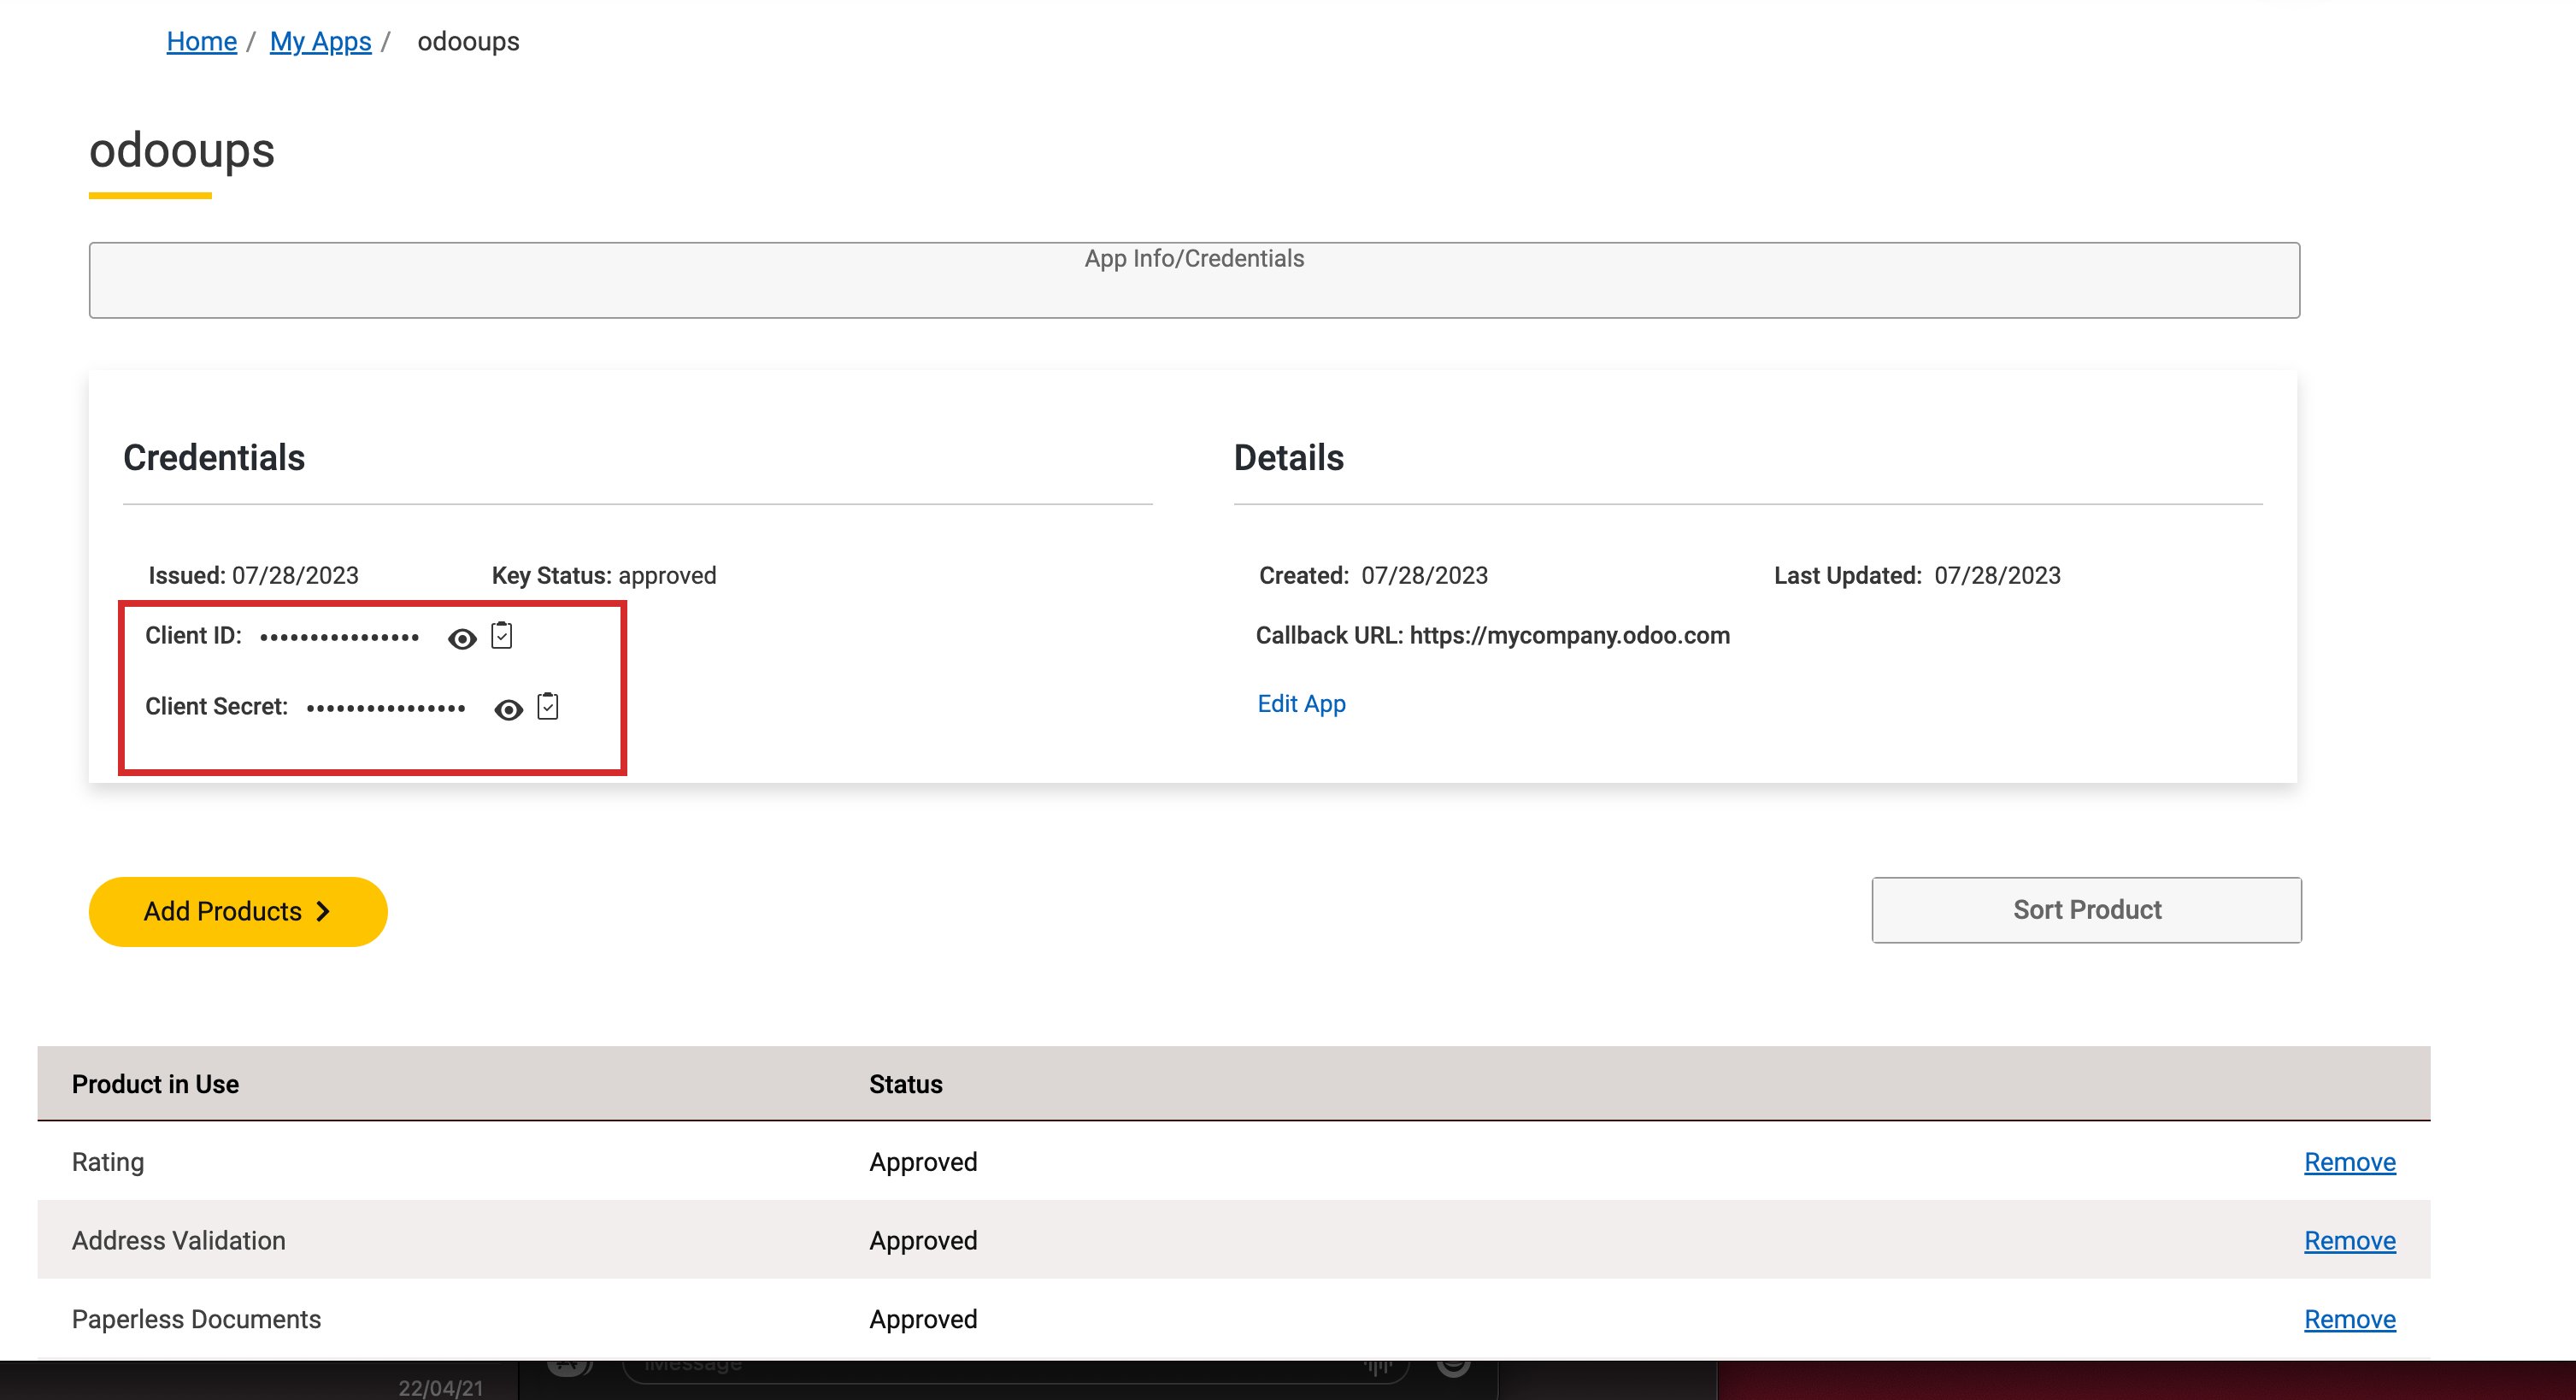 Home / My Apps / odooups
odooups
App Info/Credentials
Credentials
Details
Issued: 07/28/2023 Key Status: approved
Created: 07/28/2023 Last Updated: 07/28/2023
Client ID: ••••••••••••••••
Callback URL: https://mycompany.odoo.com
Client Secret: ••••••••••••••••
Edit App
Add Products
Sort Product
Product in Use Status
Rating Approved Remove
Address Validation Approved Remove
Paperless Documents Approved Remove
iMessage
22/04/21